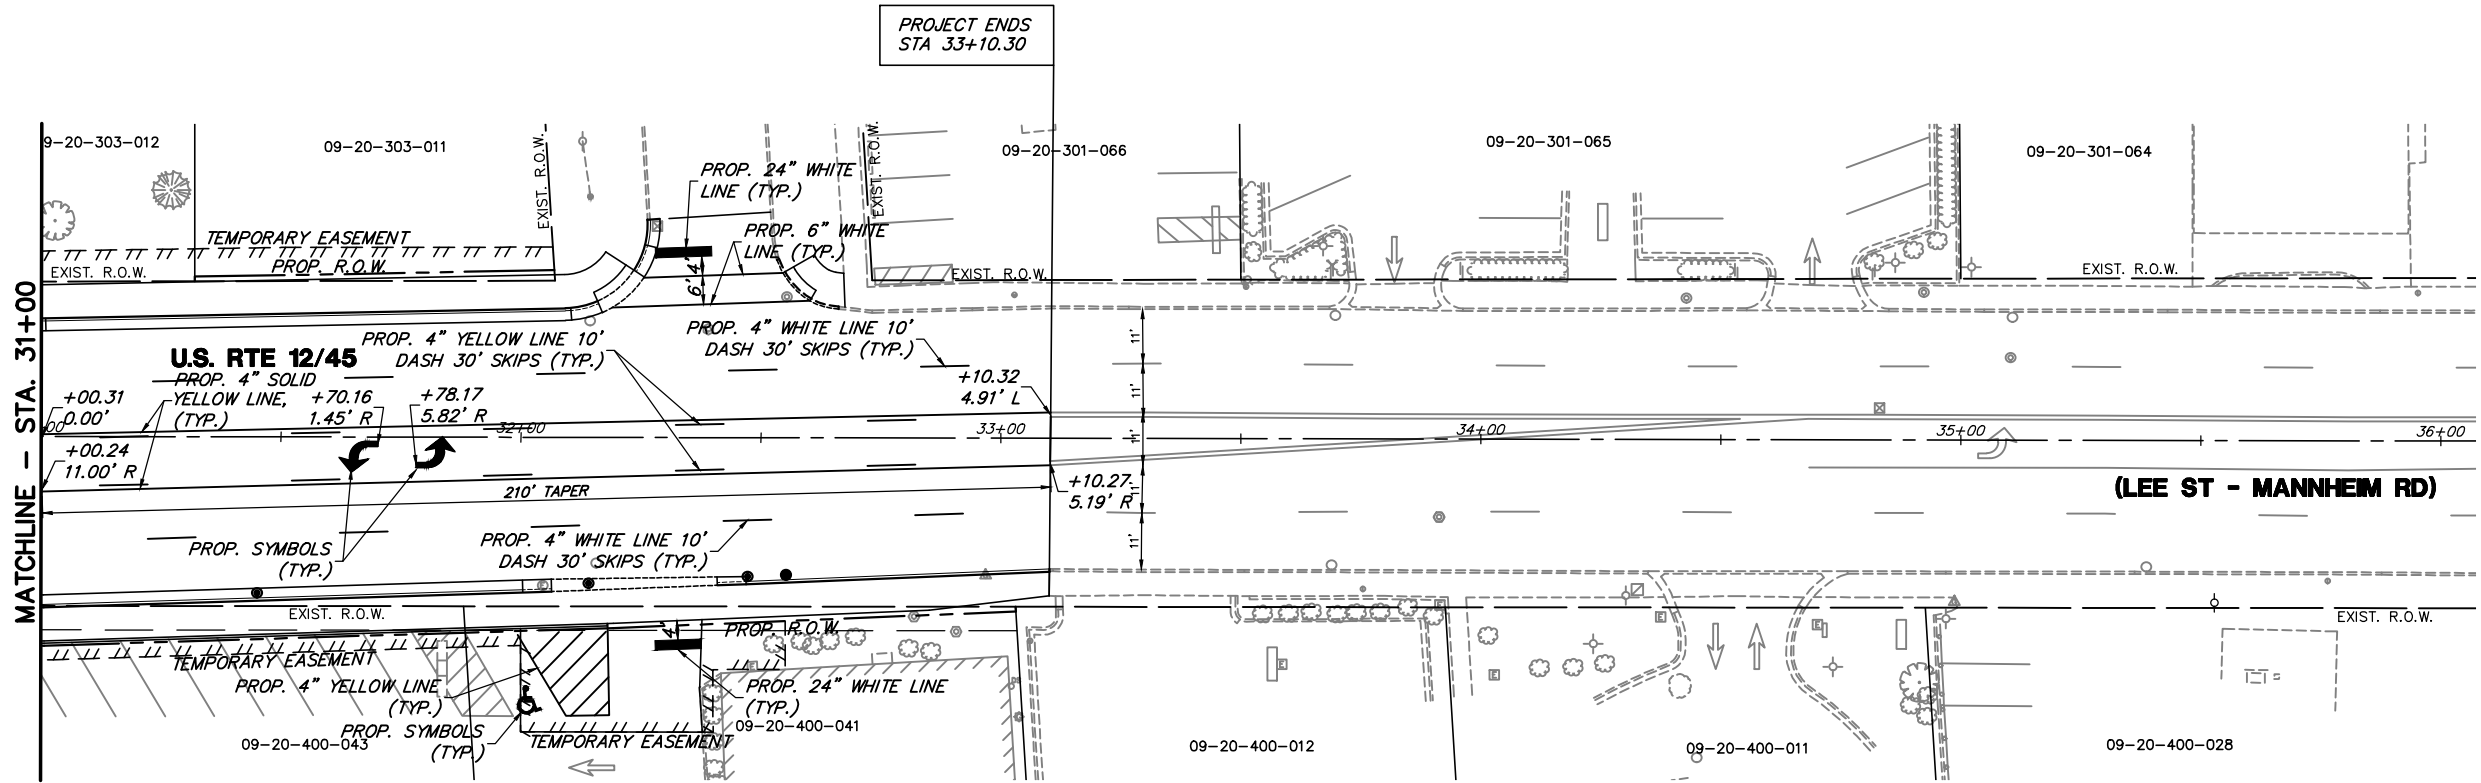 PROJECT ENDS
STA 33+10.30
MATCHLINE - STA. 31+00
9-20-303-012
09-20-303-011
EXIST. R.O.W.
EXIST. R.O.W.
09-20-301-066
09-20-301-065
09-20-301-064
PROP. 24" WHITE
LINE (TYP.)
PROP. 6" WHITE
LINE (TYP.)
4'
6'
TEMPORARY EASEMENT
PROP. R.O.W.
EXIST. R.O.W.
EXIST. R.O.W.
EXIST. R.O.W.
PROP. 4" YELLOW LINE 10'
DASH 30' SKIPS (TYP.)
PROP. 4" WHITE LINE 10'
DASH 30' SKIPS (TYP.)
U.S. RTE 12/45
PROP. 4" SOLID
YELLOW LINE,
(TYP.)
+00.31
0.00'
+70.16
1.45' R
+78.17
5.82' R
+10.32
4.91' L
11'
11'
11'
11'
11'
00
32+00
33+00
34+00
35+00
36+00
+00.24
11.00' R
210' TAPER
+10.27
5.19' R
(LEE ST - MANNHEIM RD)
PROP. SYMBOLS
(TYP.)
PROP. 4" WHITE LINE 10'
DASH 30' SKIPS (TYP.)
EXIST. R.O.W.
EXIST. R.O.W.
4'
PROP. R.O.W.
TEMPORARY EASEMENT
PROP. 4" YELLOW LINE
(TYP.)
PROP. 24" WHITE LINE
(TYP.)
PROP. SYMBOLS
(TYP.)
TEMPORARY EASEMENT
09-20-400-043
09-20-400-041
09-20-400-012
09-20-400-011
09-20-400-028
E
E
E
E
E
E